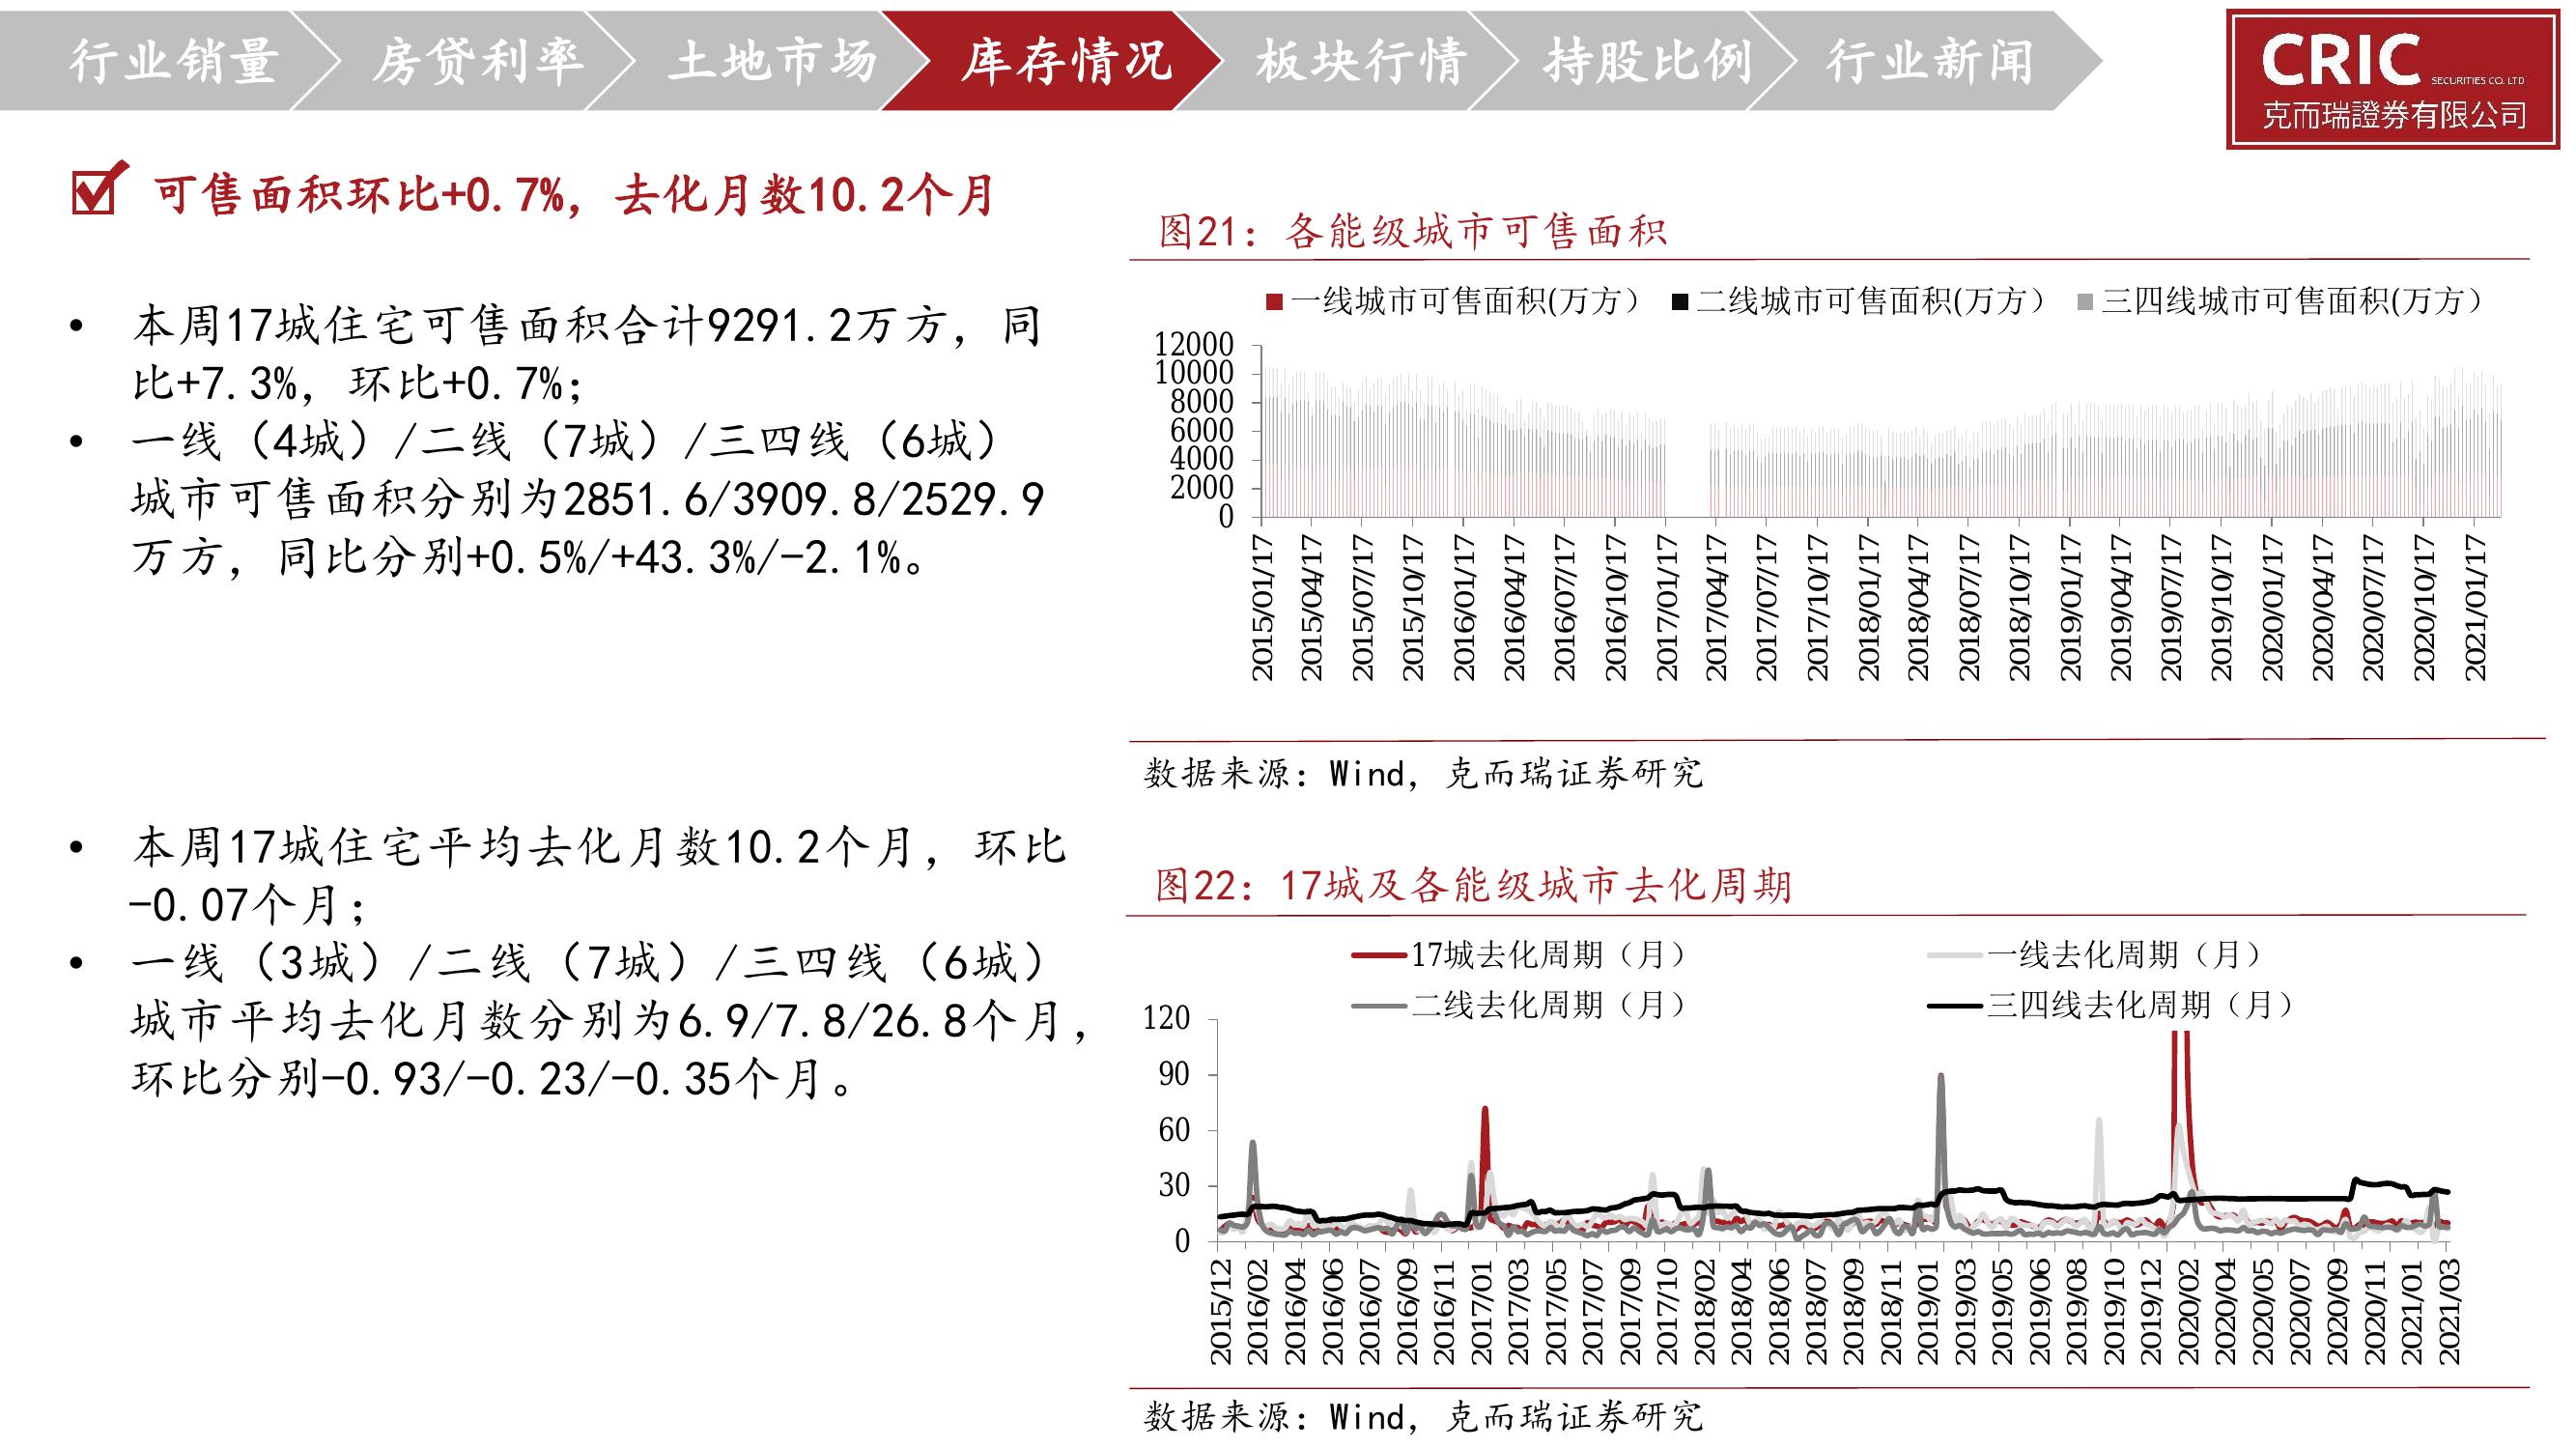 行业销量 房贷利率 土地市场 库存情况 板块行情 持股比例 行业新闻
CRIC SECURITIES CO. LTD
克而瑞證券有限公司
可售面积环比+0.7%，去化月数10.2个月
• 本周17城住宅可售面积合计9291.2万方，同
比+7.3%，环比+0.7%；
• 一线（4城）/二线（7城）/三四线（6城）
城市可售面积分别为2851.6/3909.8/2529.9
万方，同比分别+0.5%/+43.3%/-2.1%。
图21：各能级城市可售面积
一线城市可售面积(万方） 二线城市可售面积(万方） 三四线城市可售面积(万方）
12000
10000
8000
6000
4000
2000
0
2015/01/17 2015/04/17 2015/07/17 2015/10/17 2016/01/17 2016/04/17 2016/07/17 2016/10/17 2017/01/17 2017/04/17 2017/07/17 2017/10/17 2018/01/17 2018/04/17 2018/07/17 2018/10/17 2019/01/17 2019/04/17 2019/07/17 2019/10/17 2020/01/17 2020/04/17 2020/07/17 2020/10/17 2021/01/17
数据来源：Wind，克而瑞证券研究
• 本周17城住宅平均去化月数10.2个月，环比
-0.07个月；
• 一线（3城）/二线（7城）/三四线（6城）
城市平均去化月数分别为6.9/7.8/26.8个月，
环比分别-0.93/-0.23/-0.35个月。
图22：17城及各能级城市去化周期
17城去化周期（月） 一线去化周期（月）
二线去化周期（月） 三四线去化周期（月）
120
90
60
30
0
2015/12 2016/02 2016/04 2016/06 2016/07 2016/09 2016/11 2017/01 2017/03 2017/05 2017/07 2017/09 2017/10 2018/02 2018/04 2018/06 2018/07 2018/09 2018/11 2019/01 2019/03 2019/05 2019/06 2019/08 2019/10 2019/12 2020/02 2020/04 2020/05 2020/07 2020/09 2020/11 2021/01 2021/03
数据来源：Wind，克而瑞证券研究